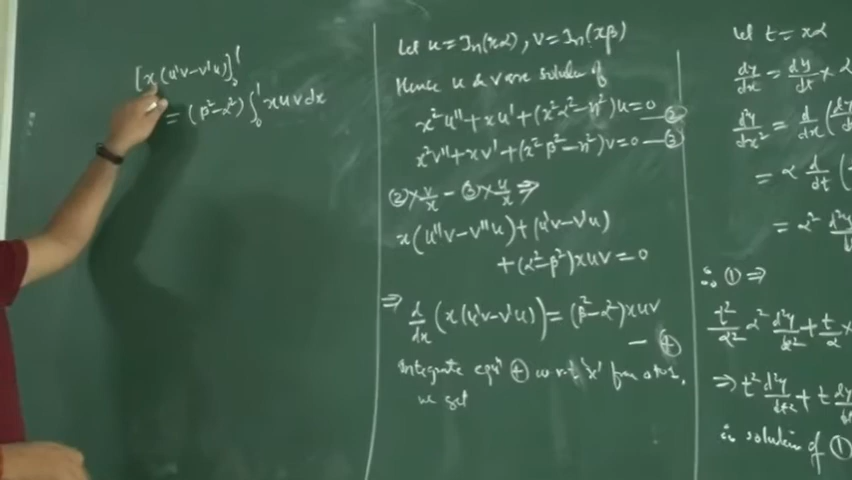 [x(u'v-v'u)]₀¹
= (β²-α²) ∫₀¹ xuv dx
Let u = Jn(xα), v = Jn(xβ)
Hence u & v are solution of
x²u'' + xu' + (x²α²-n²)u = 0 — ②
x²v'' + xv' + (x²β²-n²)v = 0 — ③
② × v/x - ③ × u/x ⇒
x(u''v-v''u) + (u'v-v'u)
+ (α²-β²)xuv = 0
⇒ d/dx (x(u'v-v'u)) = (β²-α²)xuv
— ④
Integrate eqn ④ w.r.t. 'x' from 0 to 1,
we get
let t = xα
dy/dx = dy/dt × α
d²y/dx² = d/dx (dy/
= α d/dt (
= α² d²y/
∴ ① ⇒
t²/α² α² d²y/dt² + t/α ×
⇒ t² d²y/dt² + t dy/
is solution of ①